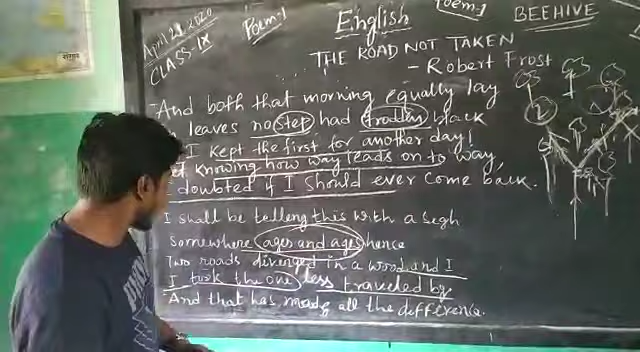 April 21 2020
CLASS-IX
Poem-1
English
Poem-1
BEEHIVE
THE ROAD NOT TAKEN
- Robert Frost
And both that morning equally lay
leaves no step had trodden black
I kept the first for another day!
knowing how way leads on to way,
doubted if I should ever come back.
I shall be telling this with a segh
Somewhere ages and ages hence
Two roads diverged in a wood and I
I took the one less traveled by
And that has made all the difference.
2